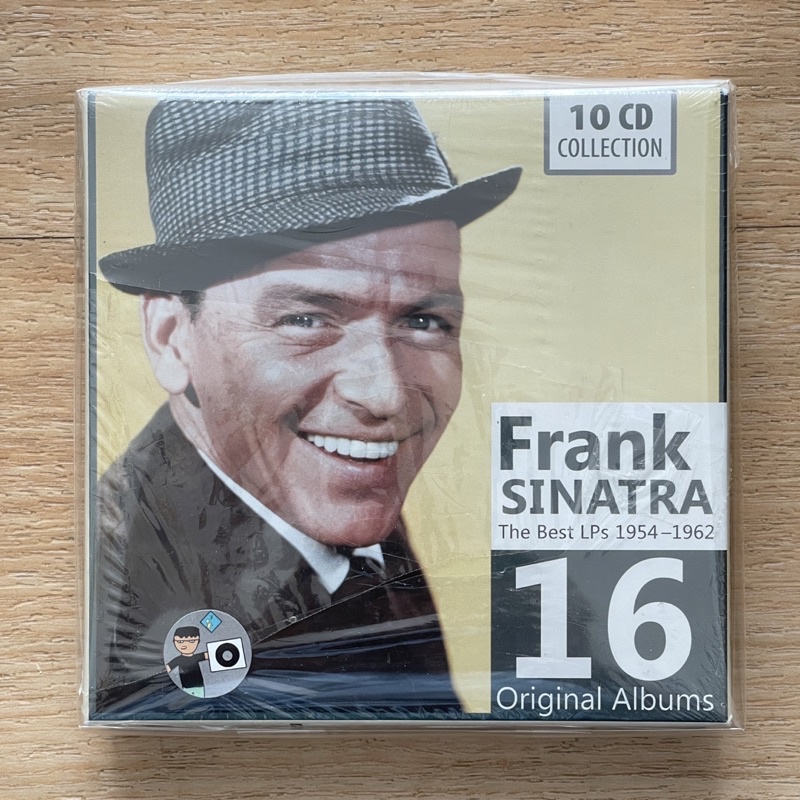 10 CD
COLLECTION
Frank
SINATRA
The Best LPs 1954–1962
16
Original Albums